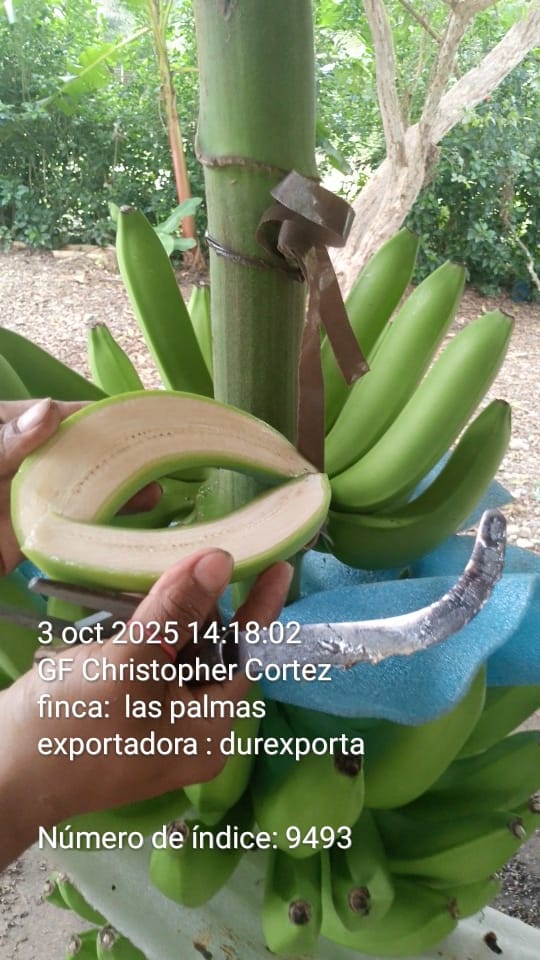 3 oct 2025 14:18:02
GF Christopher Cortez
finca:  las palmas
exportadora : durexporta
Número de índice: 9493